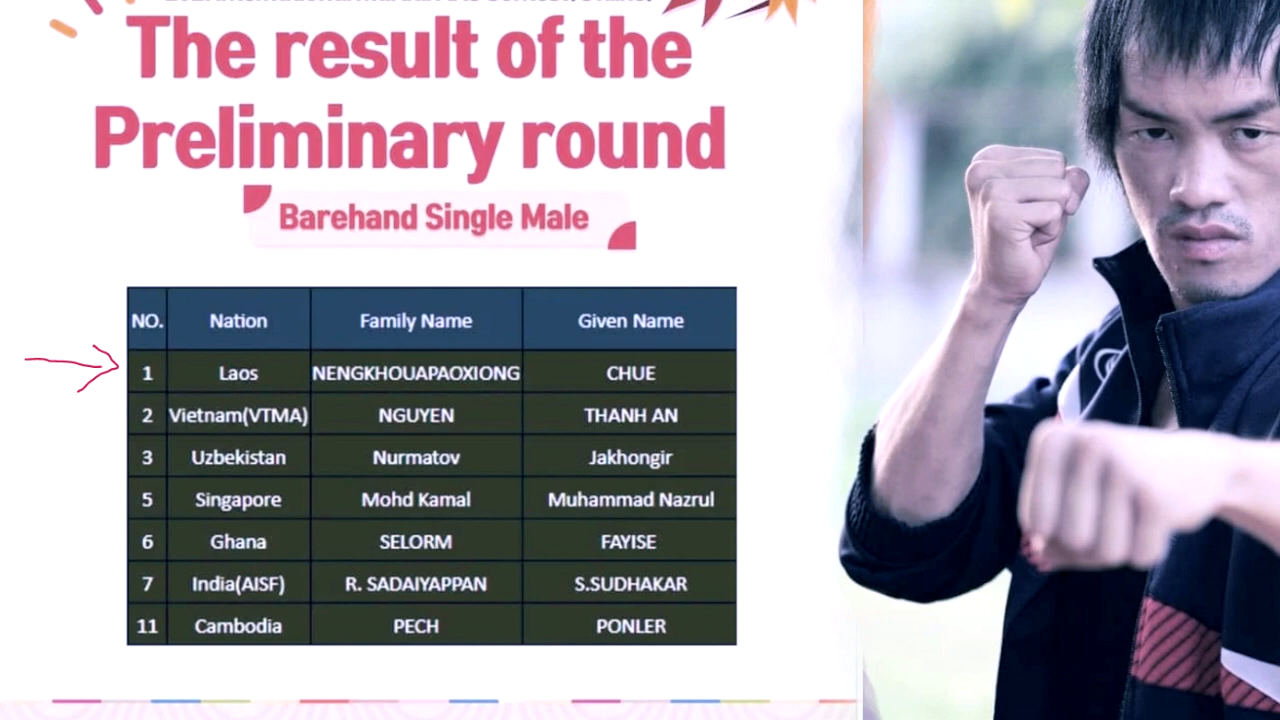 The result of the
Preliminary round
Barehand Single Male
NO. Nation Family Name Given Name
1 Laos NENGKHOUAPAOXIONG CHUE
2 Vietnam(VTMA) NGUYEN THANH AN
3 Uzbekistan Nurmatov Jakhongir
5 Singapore Mohd Kamal Muhammad Nazrul
6 Ghana SELORM FAYISE
7 India(AISF) R. SADAIYAPPAN S.SUDHAKAR
11 Cambodia PECH PONLER